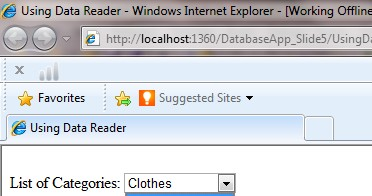 Using Data Reader - Windows Internet Explorer - [Working Offline
http://localhost:1360/DatabaseApp_Slide5/UsingDa
x
Favorites Suggested Sites
Using Data Reader
List of Categories: Clothes